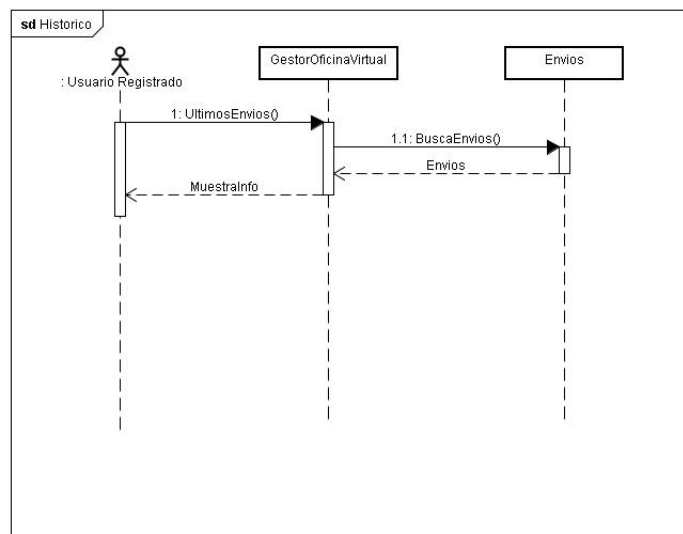 sd Historico
: Usuario Registrado
GestorOficinaVirtual
Envios
1: UltimosEnvios()
1.1: BuscaEnvios()
Envios
MuestraInfo